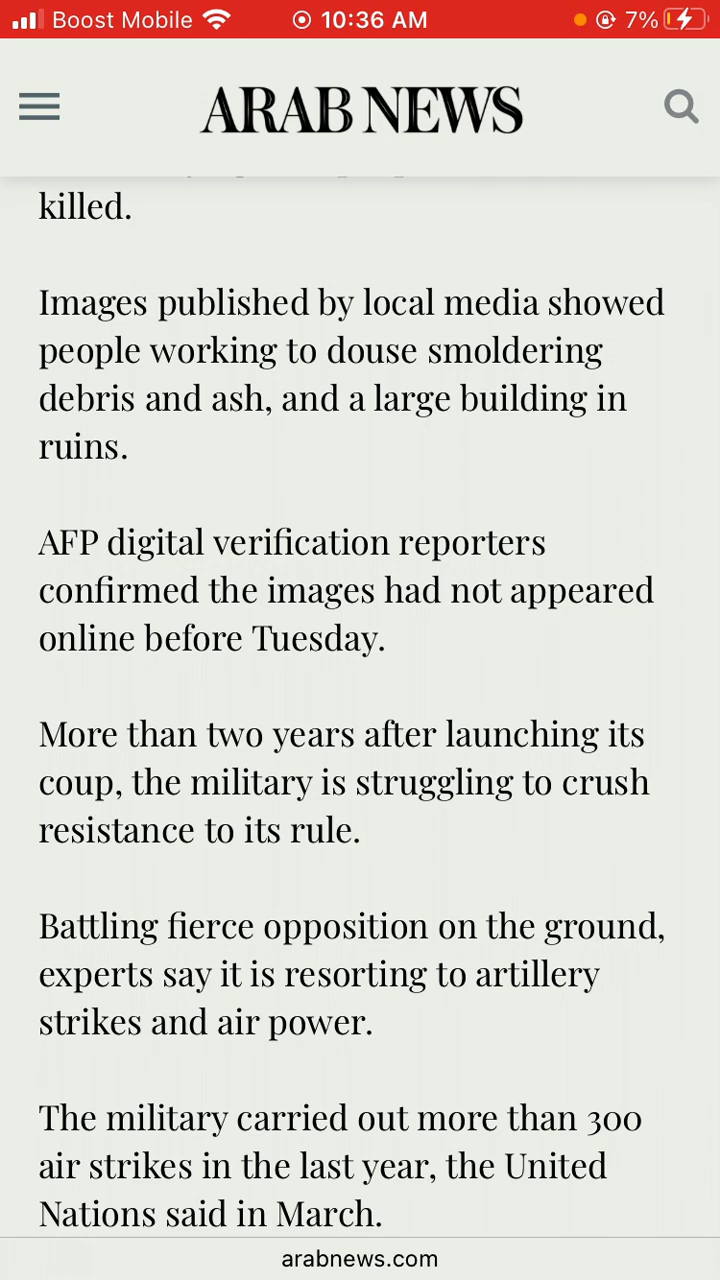 Boost Mobile 10:36 AM 7%
ARAB NEWS
killed.
Images published by local media showed
people working to douse smoldering
debris and ash, and a large building in
ruins.
AFP digital verification reporters
confirmed the images had not appeared
online before Tuesday.
More than two years after launching its
coup, the military is struggling to crush
resistance to its rule.
Battling fierce opposition on the ground,
experts say it is resorting to artillery
strikes and air power.
The military carried out more than 300
air strikes in the last year, the United
Nations said in March.
arabnews.com